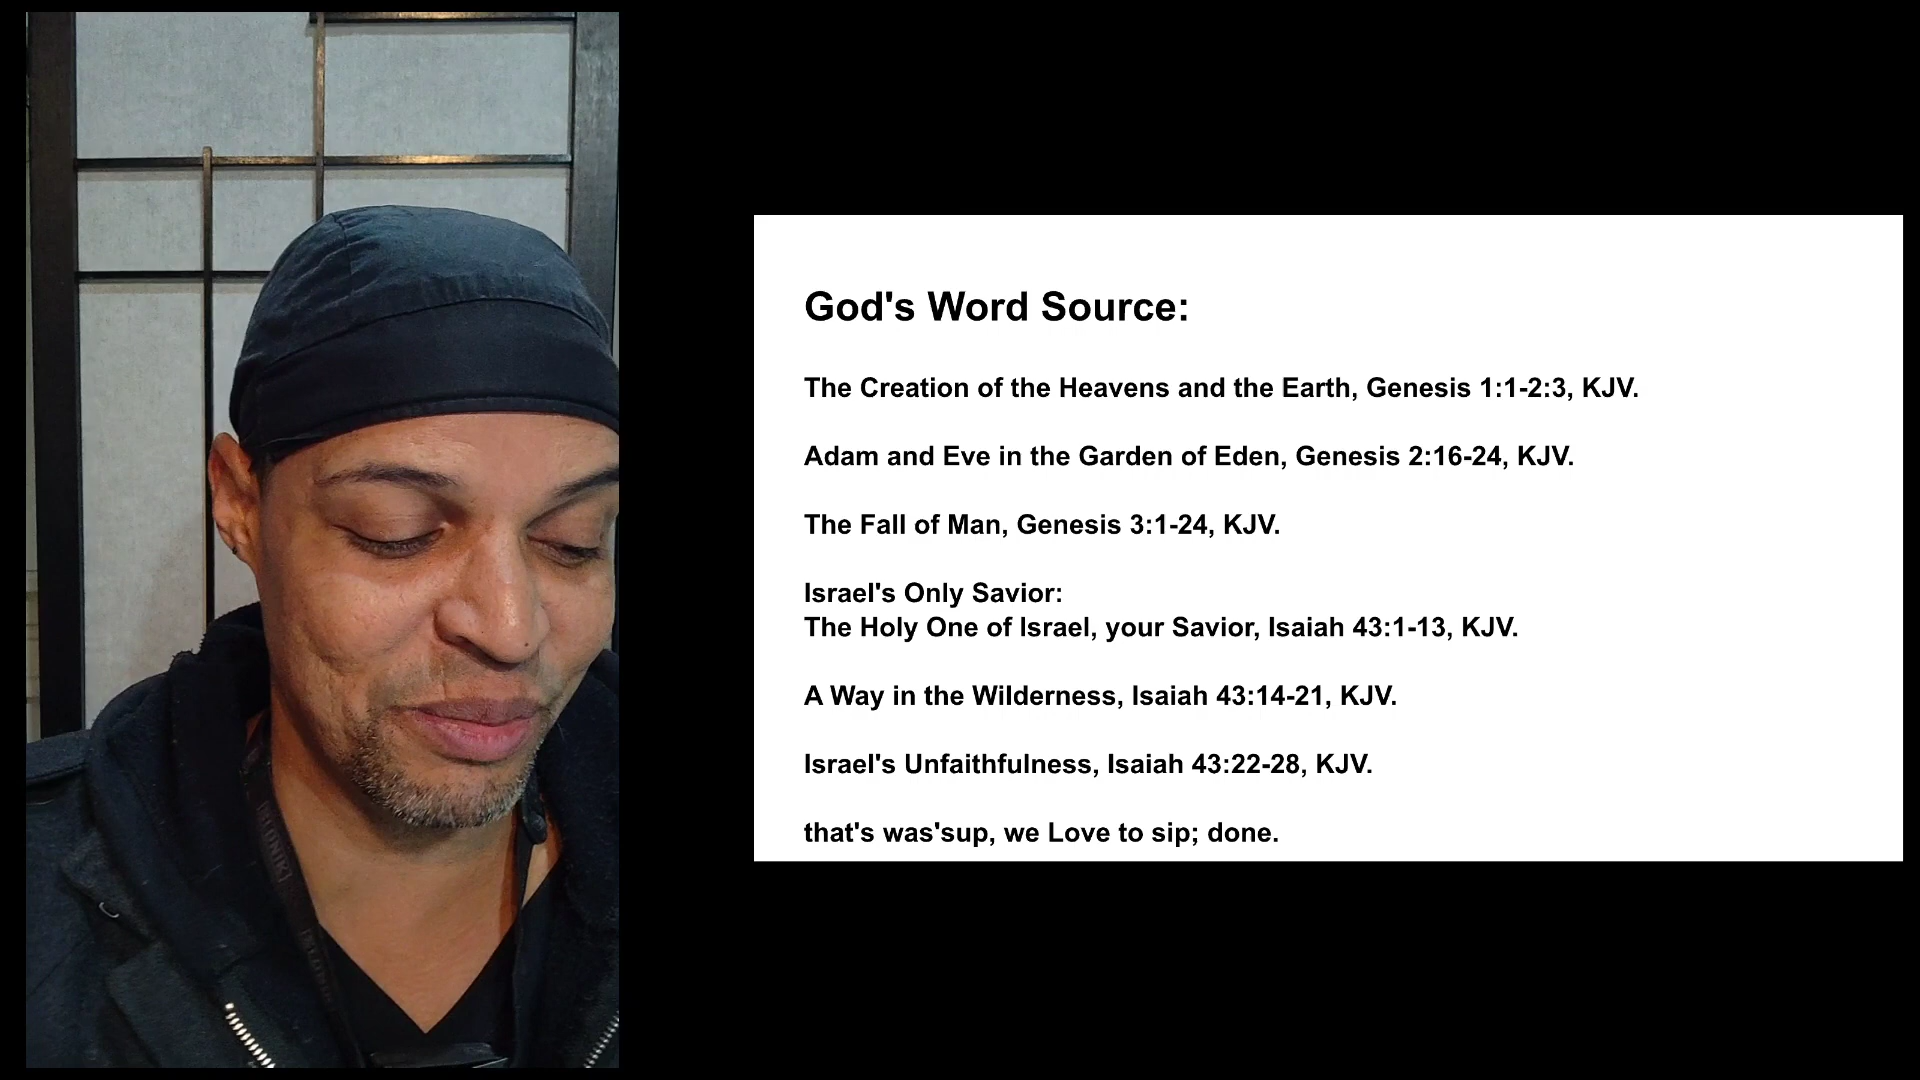 God's Word Source:
The Creation of the Heavens and the Earth, Genesis 1:1-2:3, KJV.
Adam and Eve in the Garden of Eden, Genesis 2:16-24, KJV.
The Fall of Man, Genesis 3:1-24, KJV.
Israel's Only Savior:
The Holy One of Israel, your Savior, Isaiah 43:1-13, KJV.
A Way in the Wilderness, Isaiah 43:14-21, KJV.
Israel's Unfaithfulness, Isaiah 43:22-28, KJV.
that's was'sup, we Love to sip; done.